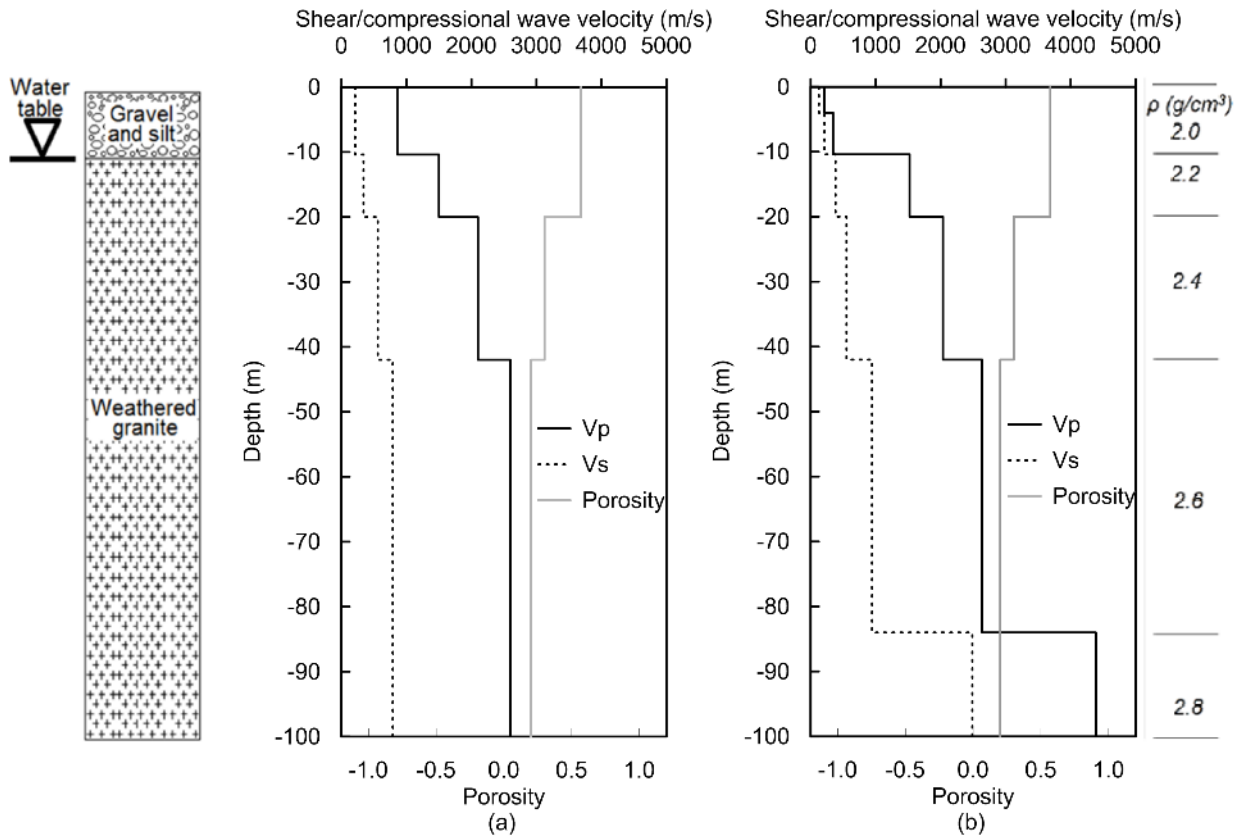 Water
table
Gravel
and silt
Weathered
granite
Shear/compressional wave velocity (m/s)
0 1000 2000 3000 4000 5000
0
-10
-20
-30
-40
-50
-60
-70
-80
-90
-100
Depth (m)
Vp
Vs
Porosity
-1.0 -0.5 0.0 0.5 1.0
Porosity
(a)
Shear/compressional wave velocity (m/s)
0 1000 2000 3000 4000 5000
0
-10
-20
-30
-40
-50
-60
-70
-80
-90
-100
Depth (m)
Vp
Vs
Porosity
-1.0 -0.5 0.0 0.5 1.0
Porosity
(b)
ρ (g/cm³)
2.0
2.2
2.4
2.6
2.8